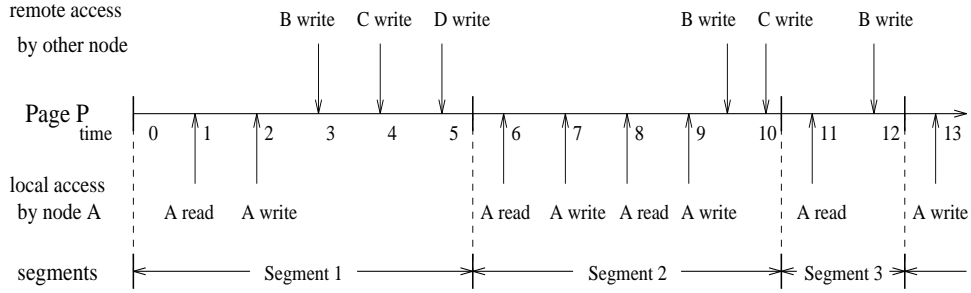 remote access
by other node
B write C write D write B write C write B write
Page P
time 0 1 2 3 4 5 6 7 8 9 10 11 12 13
local access
by node A
A read A write A read A write A read A write A read A write
segments Segment 1 Segment 2 Segment 3